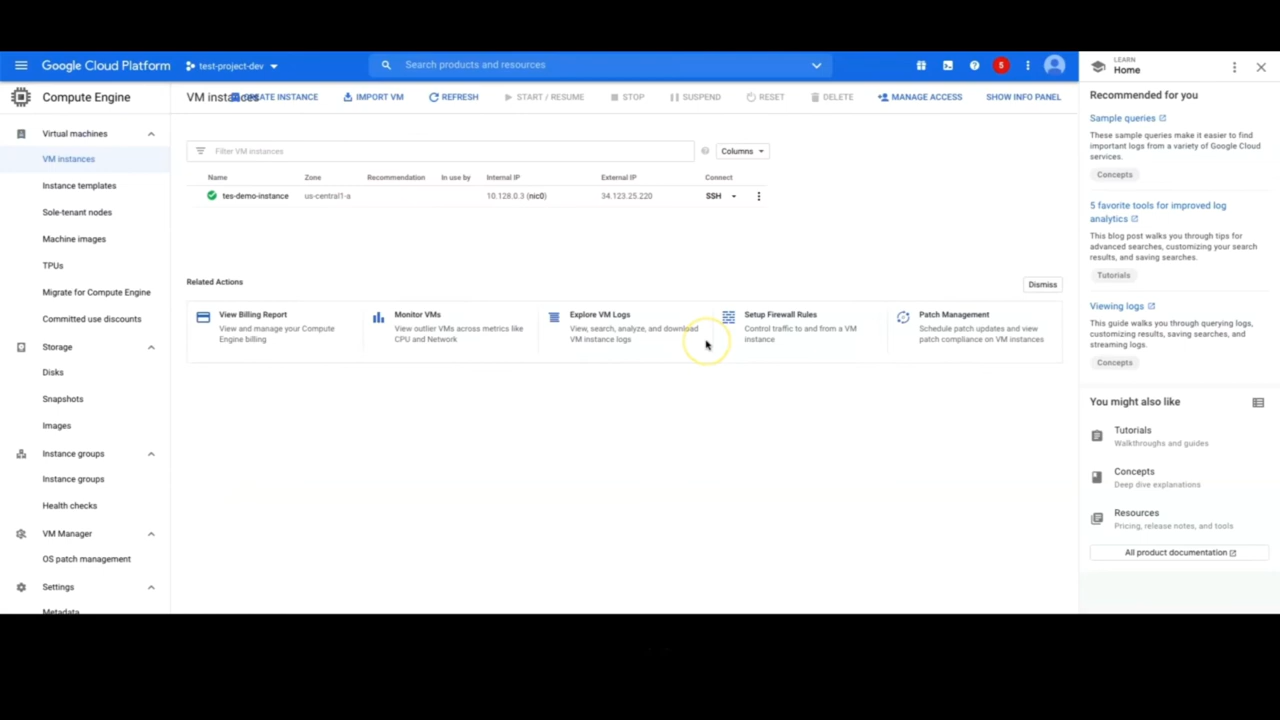 Google Cloud Platform
test-project-dev
Search products and resources
5
LEARN
Home
Compute Engine
VM instances
CREATE INSTANCE
IMPORT VM
REFRESH
START / RESUME
STOP
SUSPEND
RESET
DELETE
MANAGE ACCESS
SHOW INFO PANEL
Virtual machines
VM instances
Instance templates
Sole-tenant nodes
Machine images
TPUs
Migrate for Compute Engine
Committed use discounts
Storage
Disks
Snapshots
Images
Instance groups
Instance groups
Health checks
VM Manager
OS patch management
Settings
Metadata
Filter VM instances
Columns
Name Zone Recommendation In use by Internal IP External IP Connect
tes-demo-instance us-central1-a 10.128.0.3 (nic0) 34.123.25.220 SSH
Related Actions
Dismiss
View Billing Report
View and manage your Compute
Engine billing
Monitor VMs
View outlier VMs across metrics like
CPU and Network
Explore VM Logs
View, search, analyze, and download
VM instance logs
Setup Firewall Rules
Control traffic to and from a VM
instance
Patch Management
Schedule patch updates and view
patch compliance on VM instances
Recommended for you
Sample queries
These sample queries make it easier to find
important logs from a variety of Google Cloud
services.
Concepts
5 favorite tools for improved log
analytics
This blog post walks you through tips for
advanced searches, customizing your search
results, and saving searches.
Tutorials
Viewing logs
This guide walks you through querying logs,
customizing results, saving searches, and
streaming logs.
Concepts
You might also like
Tutorials
Walkthroughs and guides
Concepts
Deep dive explanations
Resources
Pricing, release notes, and tools
All product documentation